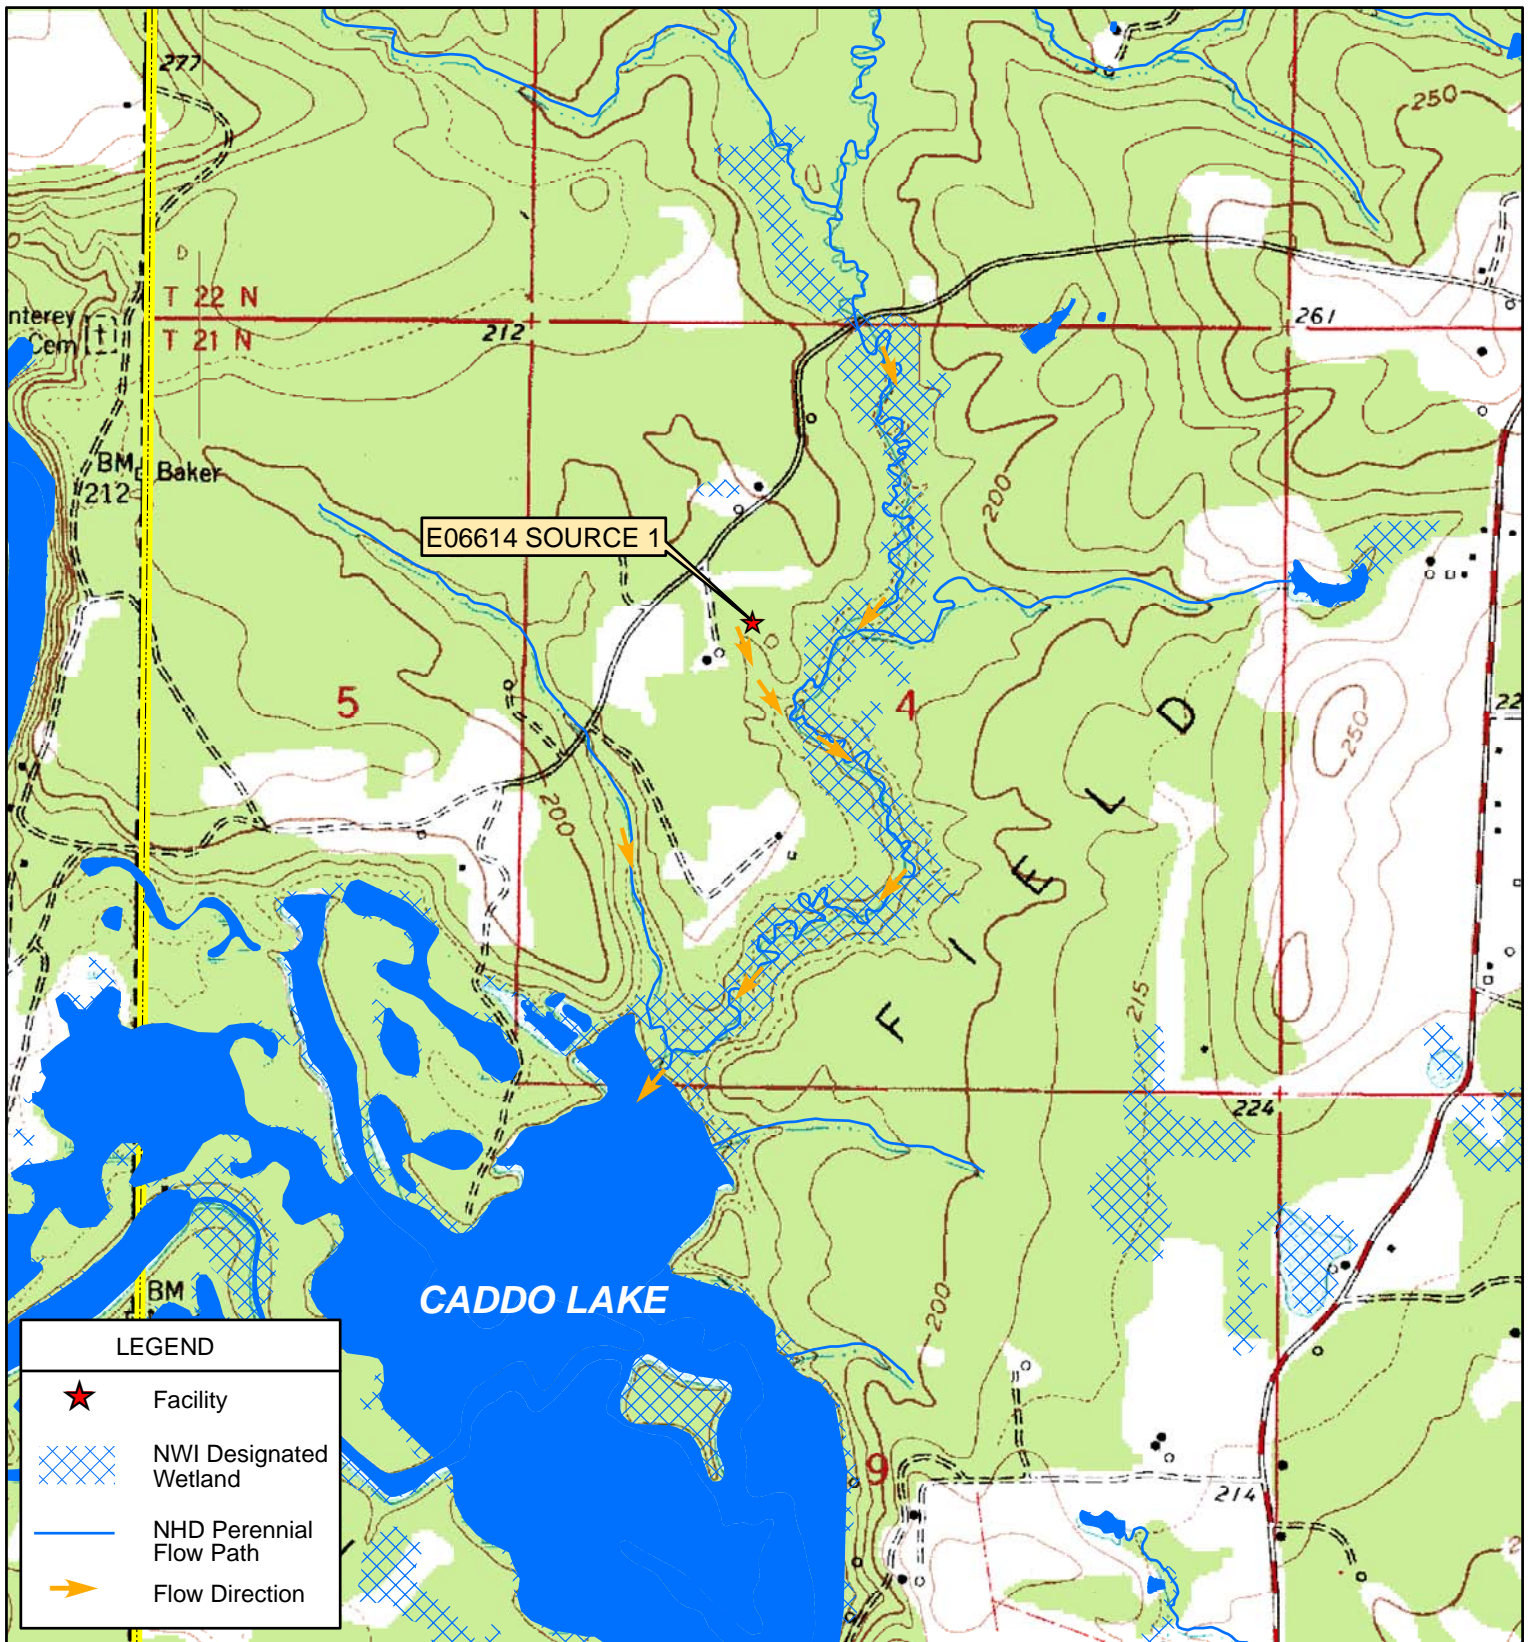 277
250
T 22 N
nterey
Cem
T 21 N
212
261
BM
212
Baker
200
E06614 SOURCE 1
5
4
22
250
F I E L D
200
215
224
BM
CADDO LAKE
200
LEGEND
Facility
NWI Designated
Wetland
NHD Perennial
Flow Path
Flow Direction
9
214
2